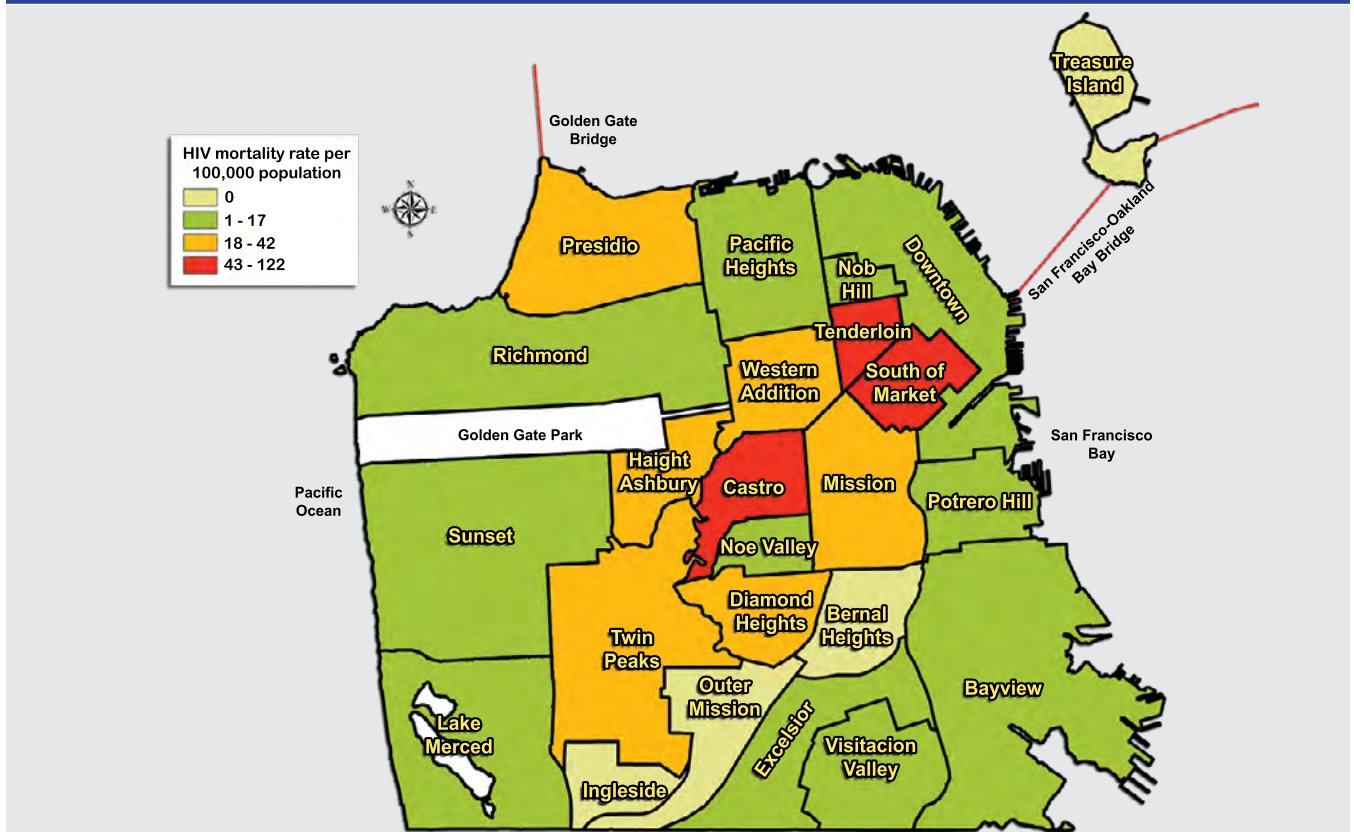 Treasure
Island
Golden Gate
Bridge
HIV mortality rate per
100,000 population
0
1 - 17
18 - 42
43 - 122
N
W
E
S
San Francisco-Oakland
Bay Bridge
Presidio
Pacific
Heights
Nob
Hill
Downtown
Tenderloin
Richmond
Western
Addition
South of
Market
Golden Gate Park
San Francisco
Bay
Haight
Ashbury
Castro
Mission
Pacific
Ocean
Potrero Hill
Sunset
Noe Valley
Diamond
Heights
Bernal
Heights
Twin
Peaks
Outer
Mission
Bayview
Lake
Merced
Excelsior
Visitacion
Valley
Ingleside